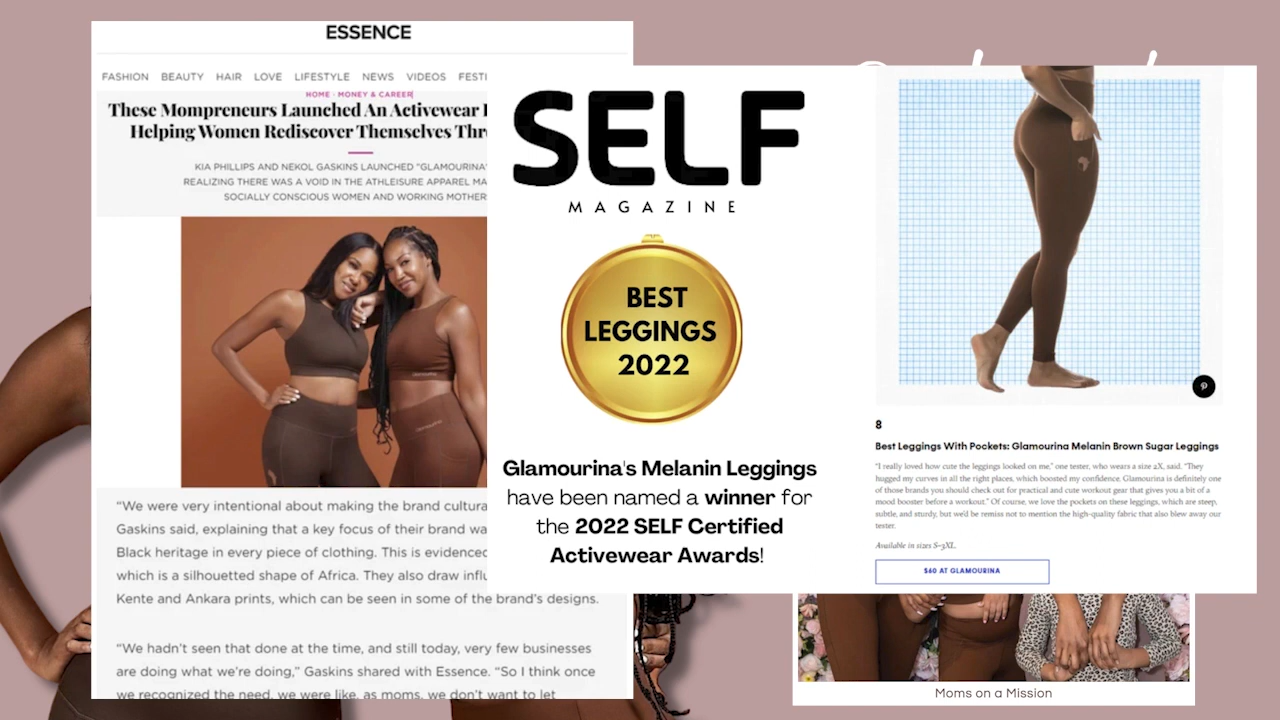 ESSENCE
FASHION BEAUTY HAIR LOVE LIFESTYLE NEWS VIDEOS FESTI
HOME · MONEY & CAREER
These Mompreneurs Launched An Activewear
Helping Women Rediscover Themselves Thr
KIA PHILLIPS AND NEKOL GASKINS LAUNCHED "GLAMOURINA"
REALIZING THERE WAS A VOID IN THE ATHLEISURE APPAREL MA
SOCIALLY CONSCIOUS WOMEN AND WORKING MOTHER
“We were very intentional about making the brand cultura
Gaskins said, explaining that a key focus of their brand wa
Black heritage in every piece of clothing. This is evidenced
which is a silhouetted shape of Africa. They also draw influ
Kente and Ankara prints, which can be seen in some of the brand’s designs.
“We hadn’t seen that done at the time, and still today, very few businesses
are doing what we’re doing,” Gaskins shared with Essence. “So I think once
we recognized the need, we were like, as moms, we don’t want to let
SELF
MAGAZINE
BEST
LEGGINGS
2022
Glamourina's Melanin Leggings
have been named a winner for
the 2022 SELF Certified
Activewear Awards!
8
Best Leggings With Pockets: Glamourina Melanin Brown Sugar Leggings
“I really loved how cute the leggings looked on me,” one tester, who wears a size 2X, said. “They
hugged my curves in all the right places, which boosted my confidence. Glamourina is definitely one
of those brands you should check out for practical and cute workout gear that gives you a bit of a
mood booster before a workout.” Of course, we love the pockets on these leggings, which are steep,
subtle, and sturdy, but we’d be remiss not to mention the high-quality fabric that also blew away our
tester.
Available in sizes S–3XL.
$60 AT GLAMOURINA
Moms on a Mission